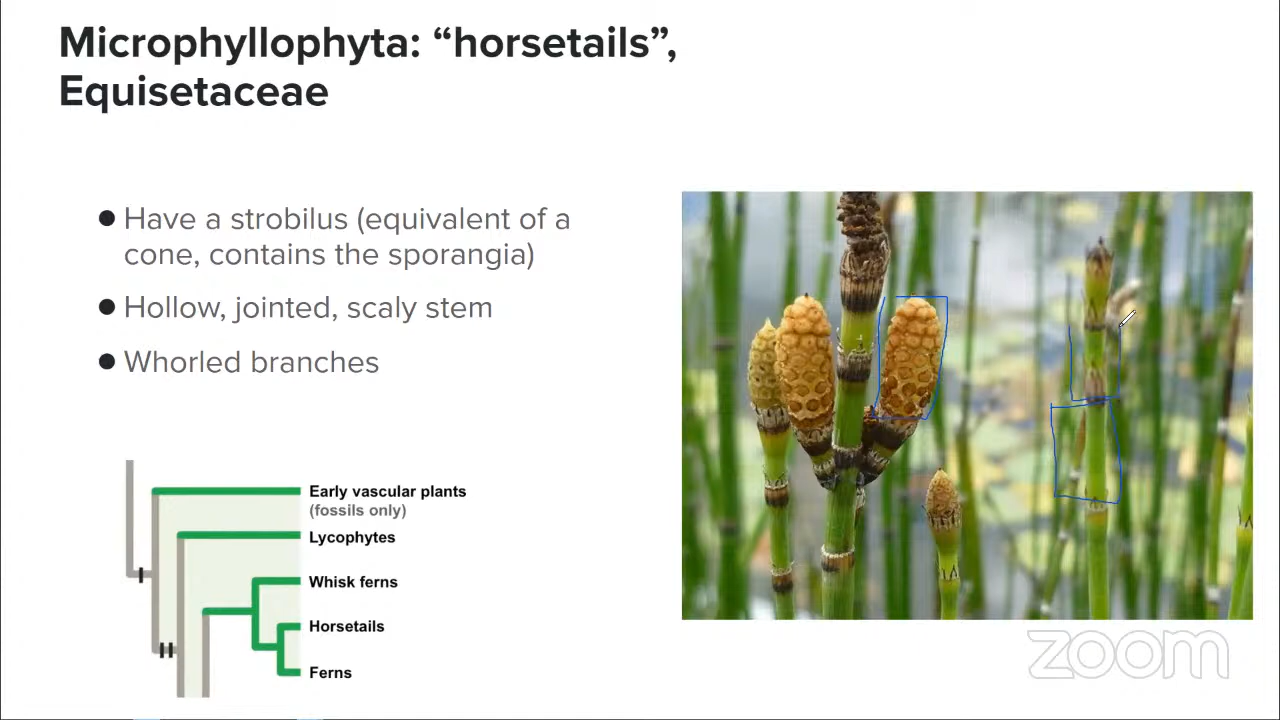 Microphyllophyta: “horsetails”,
Equisetaceae
● Have a strobilus (equivalent of a
cone, contains the sporangia)
● Hollow, jointed, scaly stem
● Whorled branches
Early vascular plants
(fossils only)
Lycophytes
Whisk ferns
Horsetails
Ferns
zoom